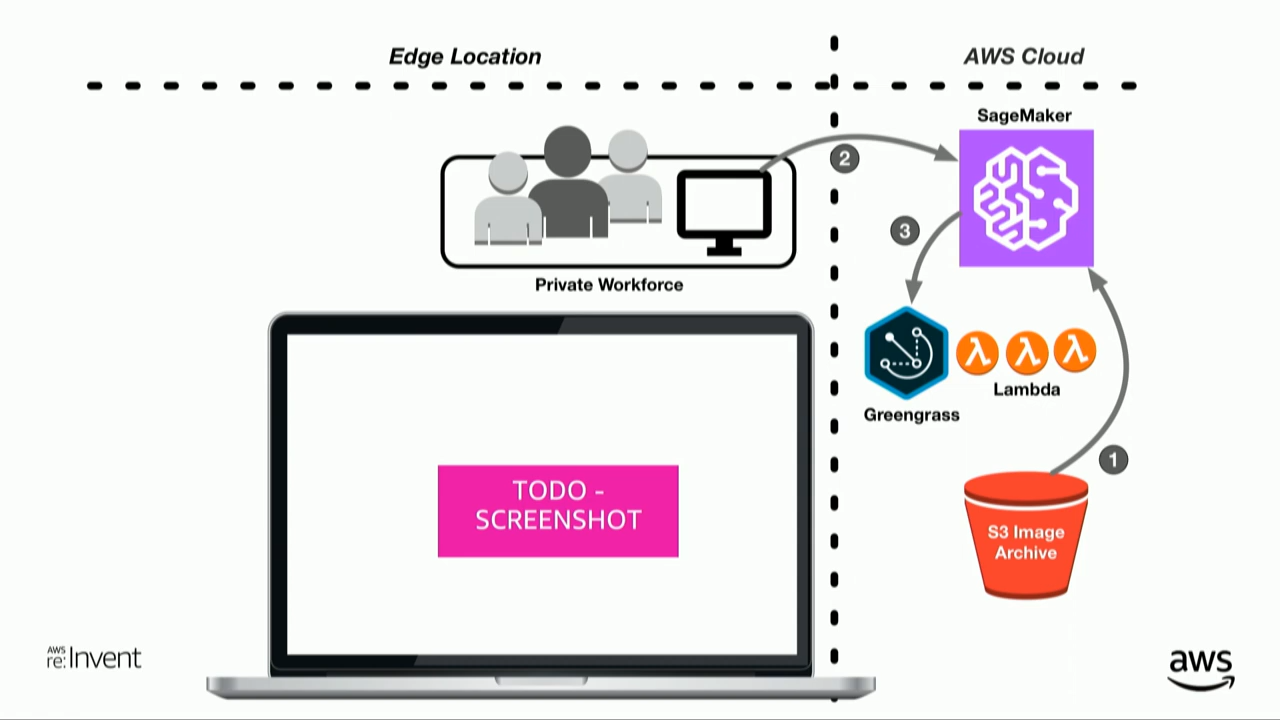 Edge Location
AWS Cloud
SageMaker
2
3
Private Workforce
λ λ λ
Lambda
Greengrass
1
S3 Image
Archive
TODO -
SCREENSHOT
AWS
re:Invent
aws